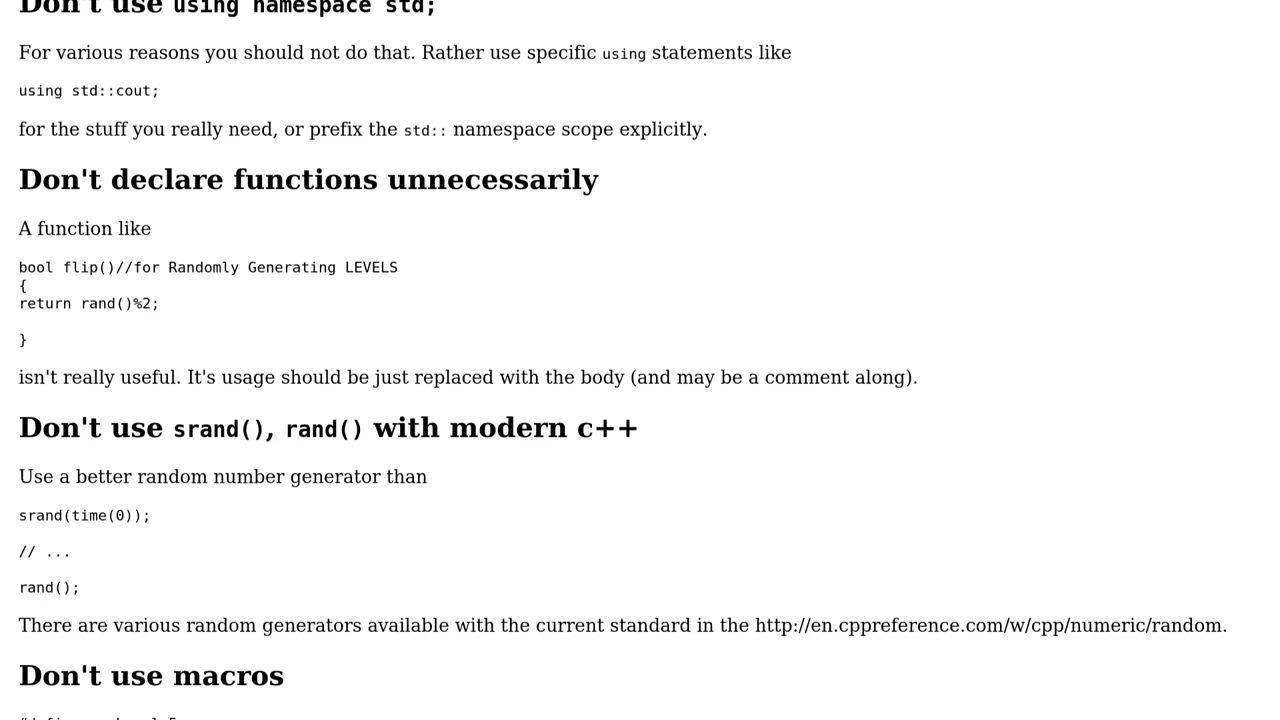 Don't use using namespace std;
For various reasons you should not do that. Rather use specific using statements like
using std::cout;
for the stuff you really need, or prefix the std:: namespace scope explicitly.
Don't declare functions unnecessarily
A function like
bool flip()//for Randomly Generating LEVELS
{
return rand()%2;
}
isn't really useful. It's usage should be just replaced with the body (and may be a comment along).
Don't use srand(), rand() with modern c++
Use a better random number generator than
srand(time(0));
// ...
rand();
There are various random generators available with the current standard in the http://en.cppreference.com/w/cpp/numeric/random.
Don't use macros